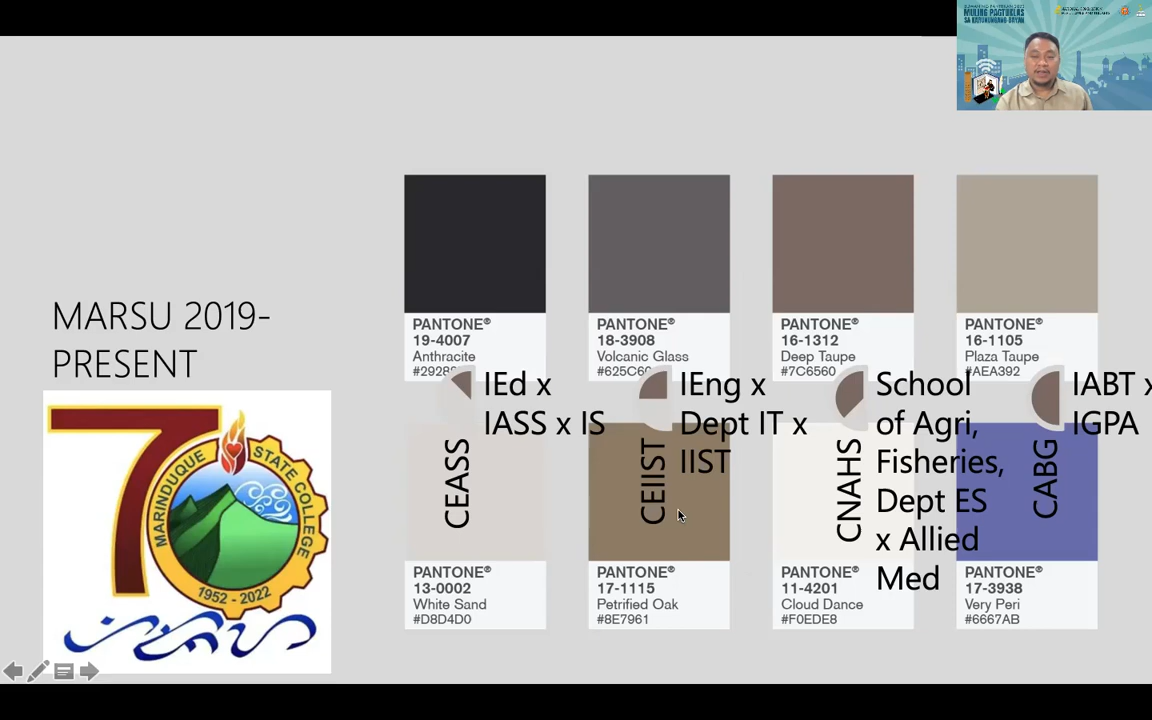 MULING PAGTUKLAS
MARSU 2019-
PRESENT
70
MARINDUQUE STATE COLLEGE
1952 - 2022
PANTONE®
19-4007
Anthracite
PANTONE®
18-3908
Volcanic Glass
PANTONE®
16-1312
Deep Taupe
#7C6560
PANTONE®
16-1105
Plaza Taupe
#AEA392
CEASS
IEd x
IASS x IS
CEIIST
IEng x
Dept IT x
IIST
CNAHS
School
of Agri,
Fisheries,
Dept ES
x Allied
Med
CABG
IABT x
IGPA
PANTONE®
13-0002
White Sand
#D8D4D0
PANTONE®
17-1115
Petrified Oak
#8E7961
PANTONE®
11-4201
Cloud Dance
#F0EDE8
PANTONE®
17-3938
Very Peri
#6667AB